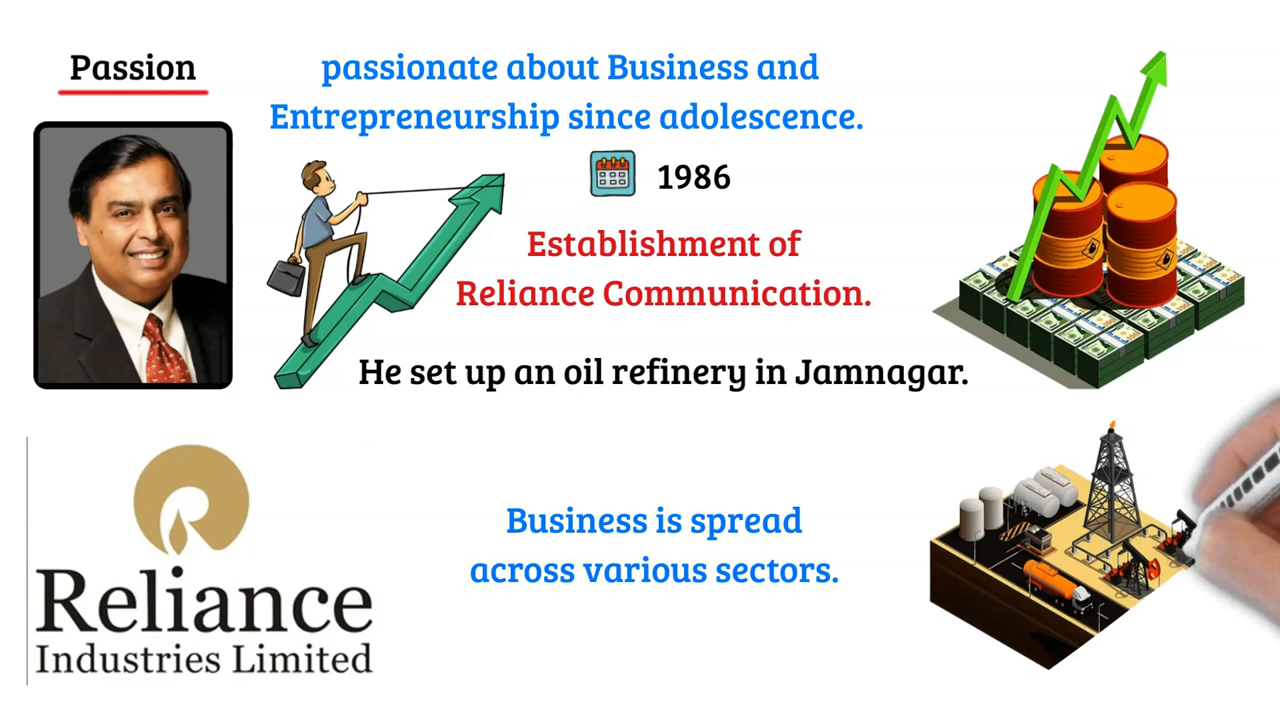 Passion
passionate about Business and
Entrepreneurship since adolescence.
1986
Establishment of
Reliance Communication.
He set up an oil refinery in Jamnagar.
Reliance
Industries Limited
Business is spread
across various sectors.